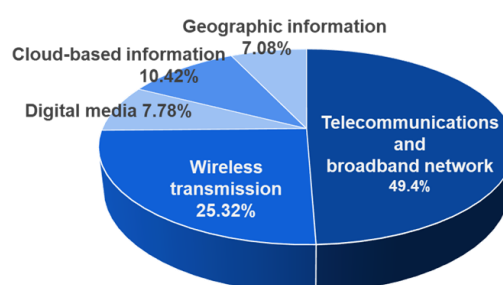 Geographic information
7.08%
Cloud-based information
10.42%
Digital media 7.78%
Telecommunications
and
broadband network
49.4%
Wireless
transmission
25.32%